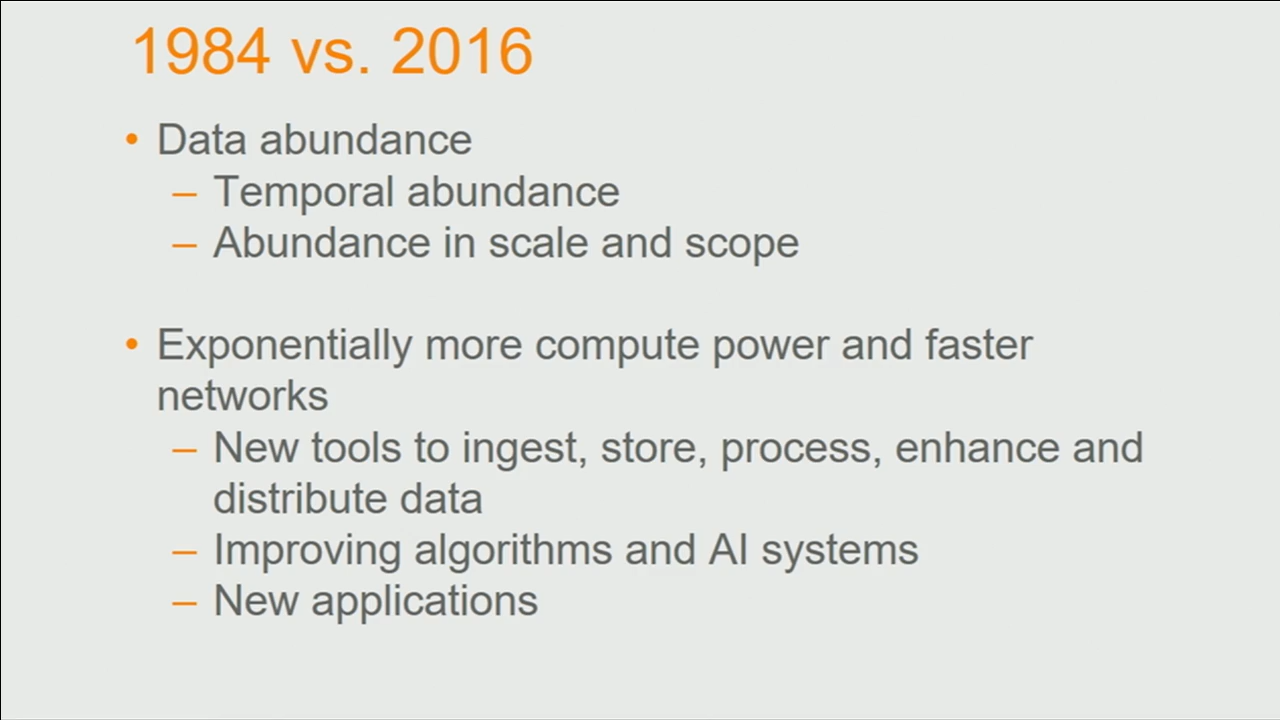 1984 vs. 2016
• Data abundance
– Temporal abundance
– Abundance in scale and scope
• Exponentially more compute power and faster
networks
– New tools to ingest, store, process, enhance and
distribute data
– Improving algorithms and AI systems
– New applications